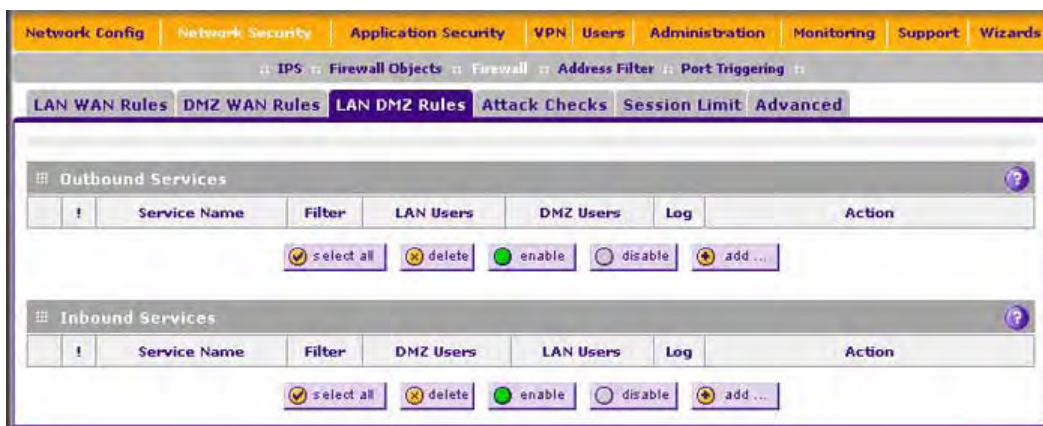 Network Config Network Security Application Security VPN Users Administration Monitoring Support Wizards
:: IPS :: Firewall Objects :: Firewall :: Address Filter :: Port Triggering ::
LAN WAN Rules DMZ WAN Rules LAN DMZ Rules Attack Checks Session Limit Advanced
Outbound Services ?
! Service Name Filter LAN Users DMZ Users Log Action
select all delete enable disable add ...
Inbound Services ?
! Service Name Filter DMZ Users LAN Users Log Action
select all delete enable disable add ...